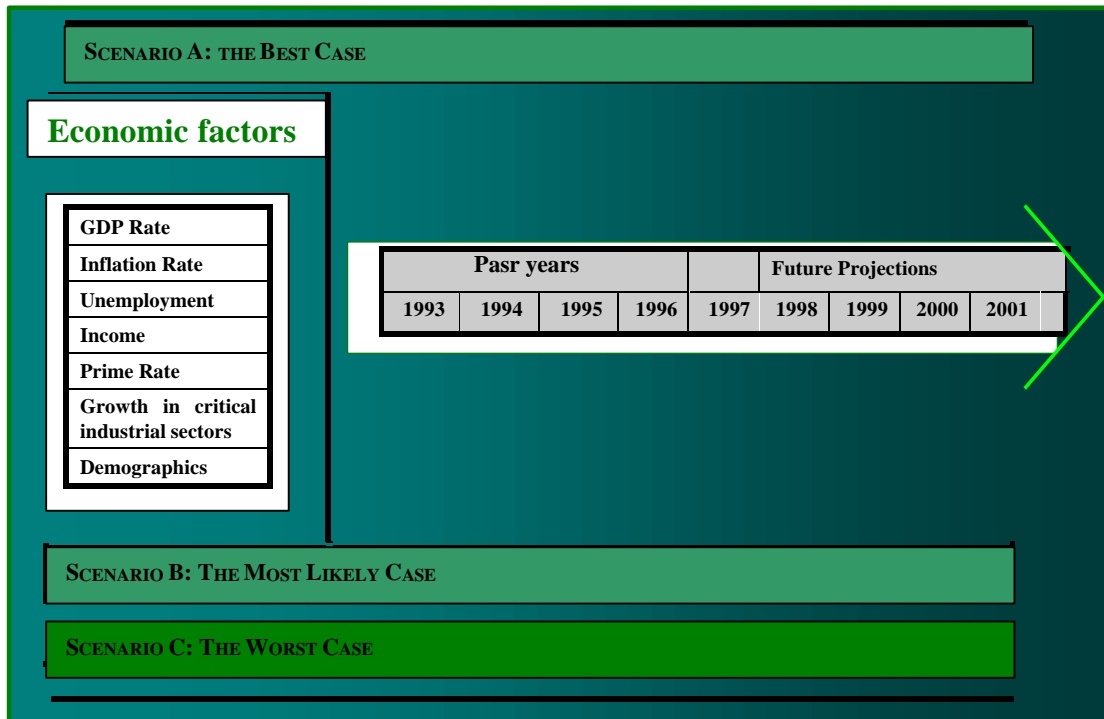 SCENARIO A: THE BEST CASE
Economic factors
GDP Rate
Inflation Rate
Unemployment
Income
Prime Rate
Growth in critical
industrial sectors
Demographics
Pasr years Future Projections
1993 1994 1995 1996 1997 1998 1999 2000 2001
SCENARIO B: THE MOST LIKELY CASE
SCENARIO C: THE WORST CASE